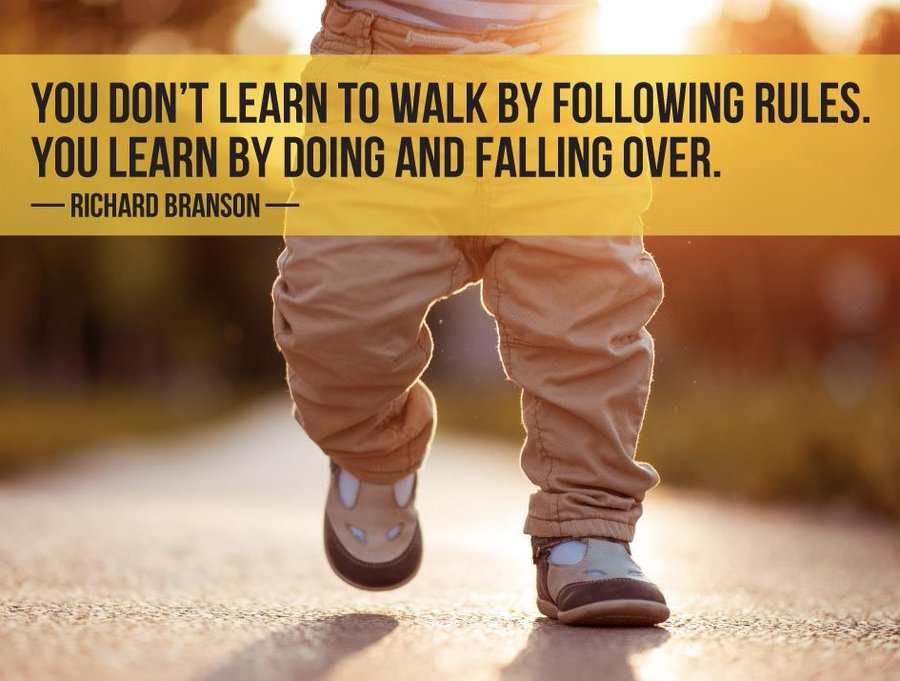 YOU DON’T LEARN TO WALK BY FOLLOWING RULES.
YOU LEARN BY DOING AND FALLING OVER.
— RICHARD BRANSON —